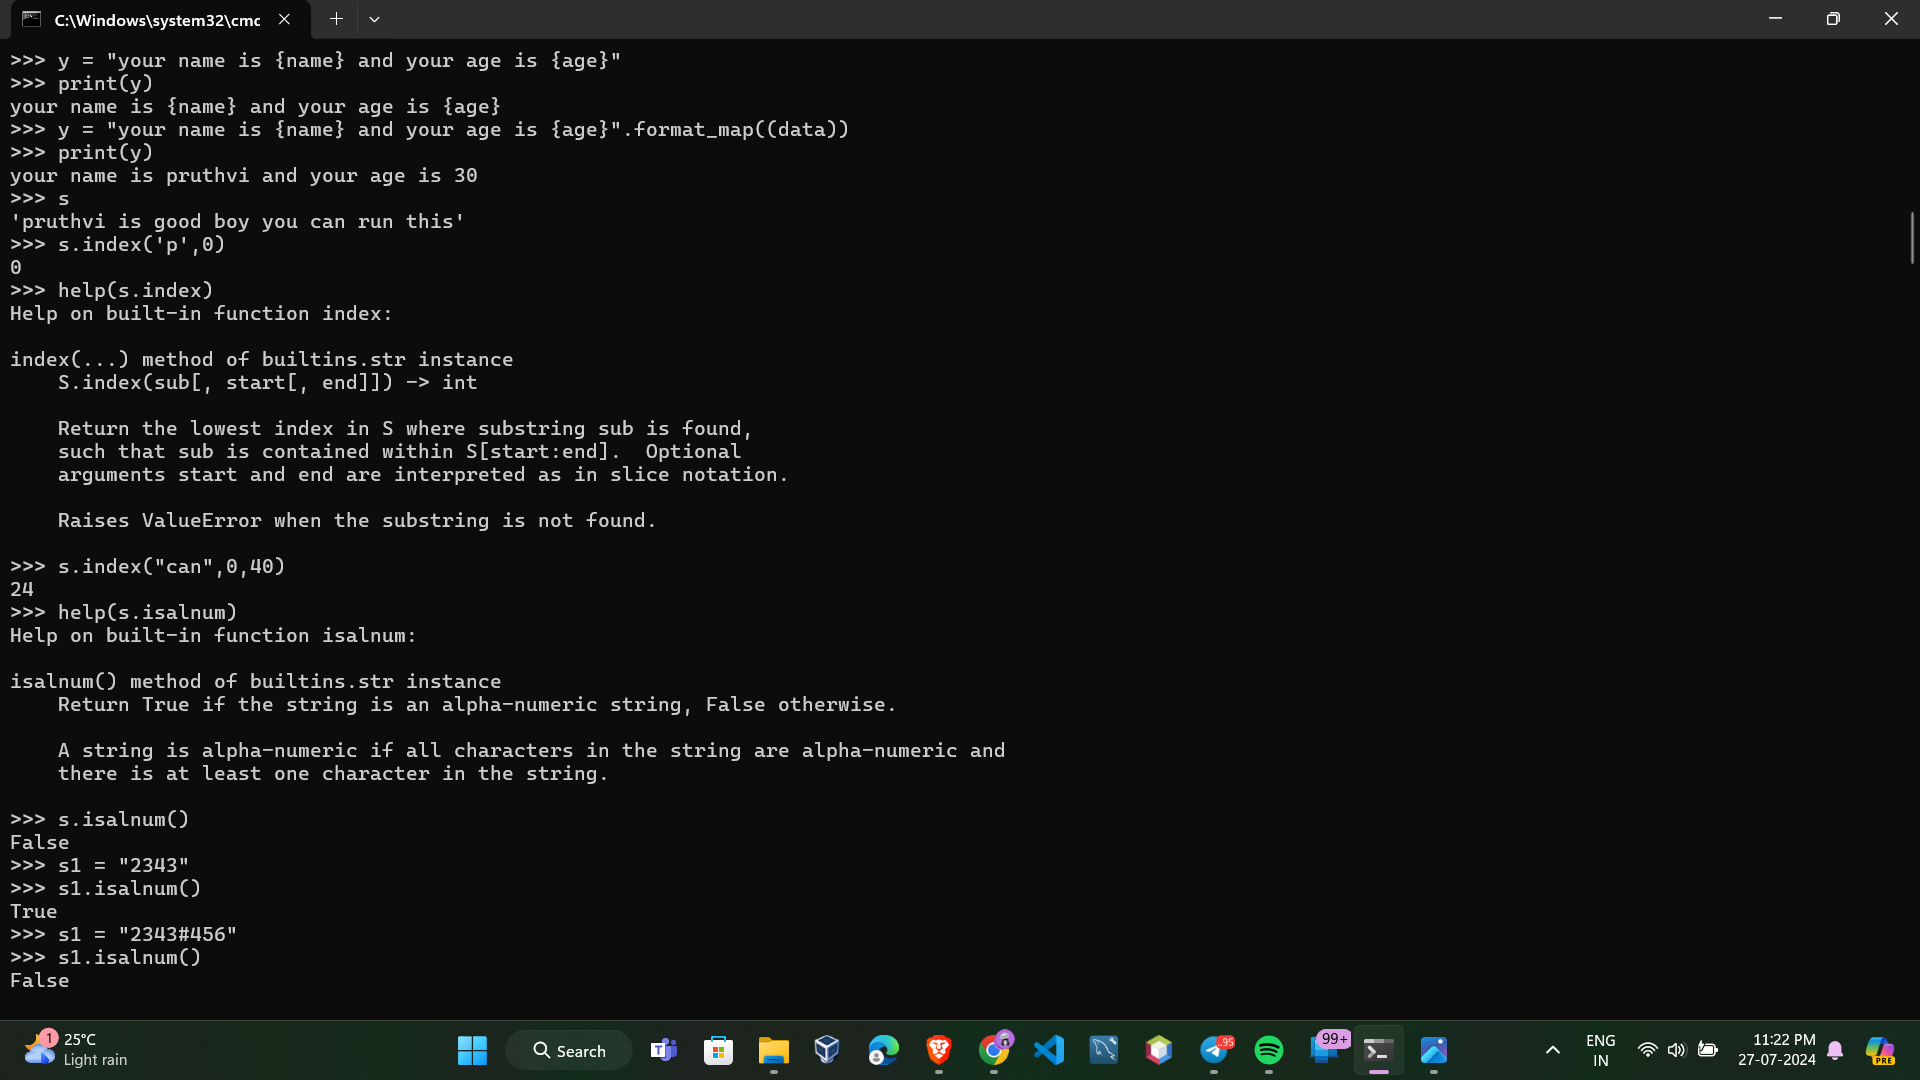 C:\Windows\system32\cmc
>>> y = "your name is {name} and your age is {age}"
>>> print(y)
your name is {name} and your age is {age}
>>> y = "your name is {name} and your age is {age}".format_map((data))
>>> print(y)
your name is pruthvi and your age is 30
>>> s
'pruthvi is good boy you can run this'
>>> s.index('p',0)
0
>>> help(s.index)
Help on built-in function index:
index(...) method of builtins.str instance
S.index(sub[, start[, end]]) -> int
Return the lowest index in S where substring sub is found,
such that sub is contained within S[start:end].  Optional
arguments start and end are interpreted as in slice notation.
Raises ValueError when the substring is not found.
>>> s.index("can",0,40)
24
>>> help(s.isalnum)
Help on built-in function isalnum:
isalnum() method of builtins.str instance
Return True if the string is an alpha-numeric string, False otherwise.
A string is alpha-numeric if all characters in the string are alpha-numeric and
there is at least one character in the string.
>>> s.isalnum()
False
>>> s1 = "2343"
>>> s1.isalnum()
True
>>> s1 = "2343#456"
>>> s1.isalnum()
False
1
25°C
Light rain
Search
..95
99+
ENG
IN
11:22 PM
27-07-2024
PRE